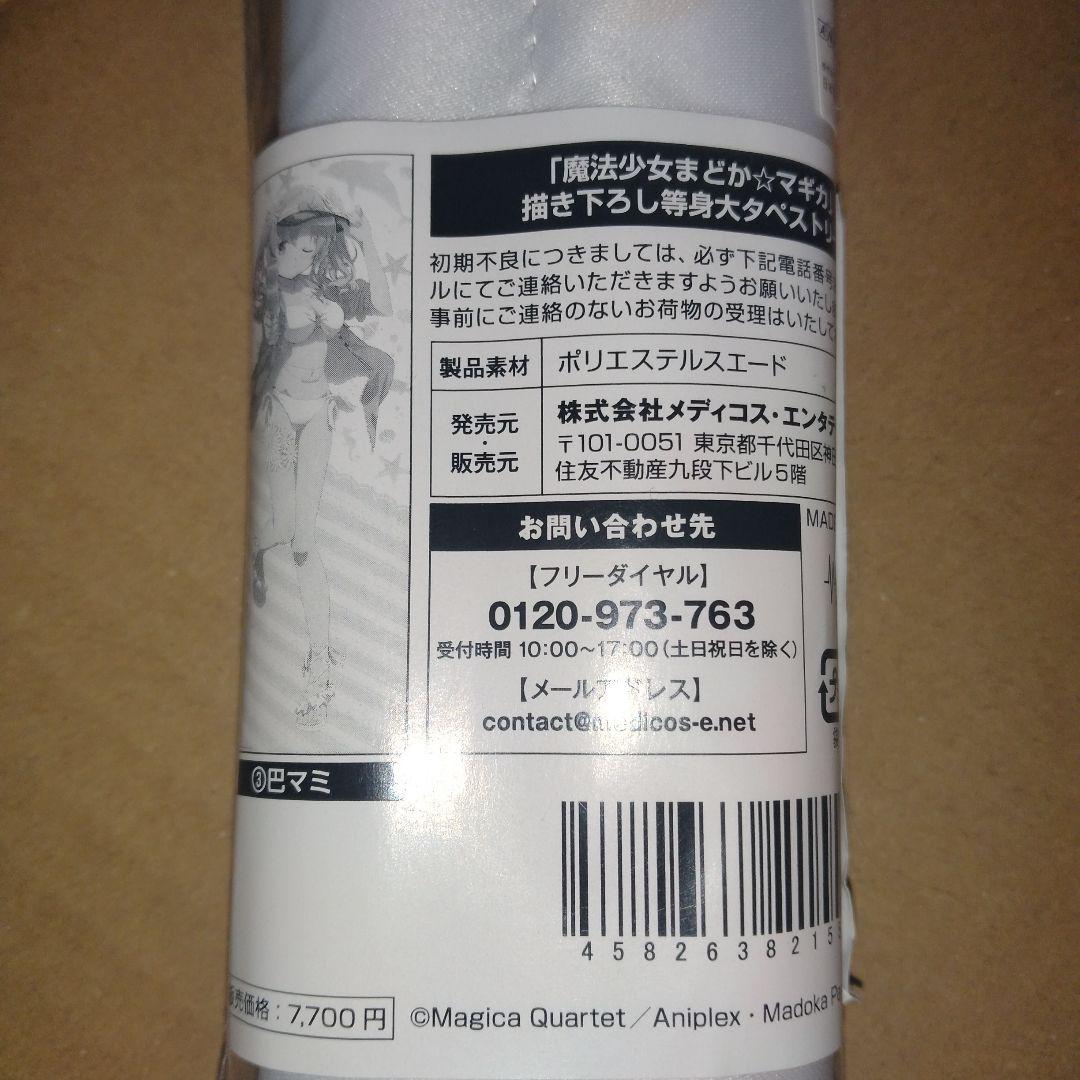 「魔法少女まどか☆マギカ」
描き下ろし等身大タペストリ
初期不良につきましては、必ず下記電話番号
ルにてご連絡いただきますようお願いいたし
事前にご連絡のないお荷物の受理はいたして
製品素材 ポリエステルスエード
発売元・販売元 株式会社メディコス・エンタテ
〒101-0051 東京都千代田区神田
住友不動産九段下ビル5階
お問い合わせ先
MAD
【フリーダイヤル】
0120-973-763
受付時間 10:00~17:00(土日祝日を除く)
【メールアドレス】
contact@medicos-e.net
③巴マミ
4582638215
販売価格:7,700円
©Magica Quartet/Aniplex・Madoka Pa